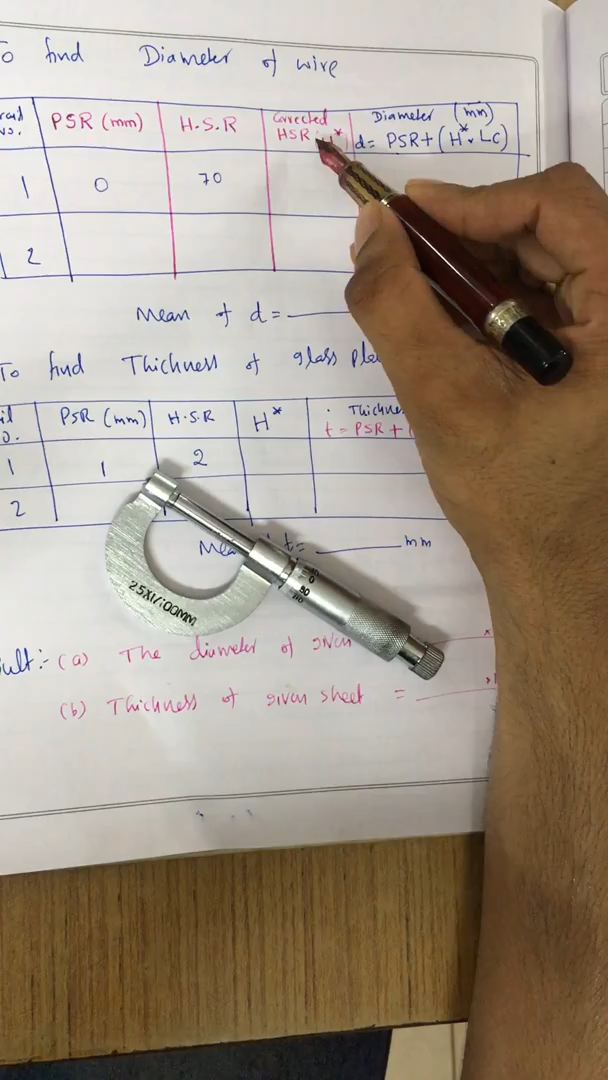 To find Diameter of wire
PSR (mm) H.S.R Corrected HSR Diameter (mm) d= PSR+ (H* × LC)
1 0 70
2
Mean of d=
To find Thickness of glass
PSR (mm) H.S.R H* t = PSR +
1 1 2
2
t= mm
25X1/100MM
(a) The diameter of given
(b) Thickness of given sheet =